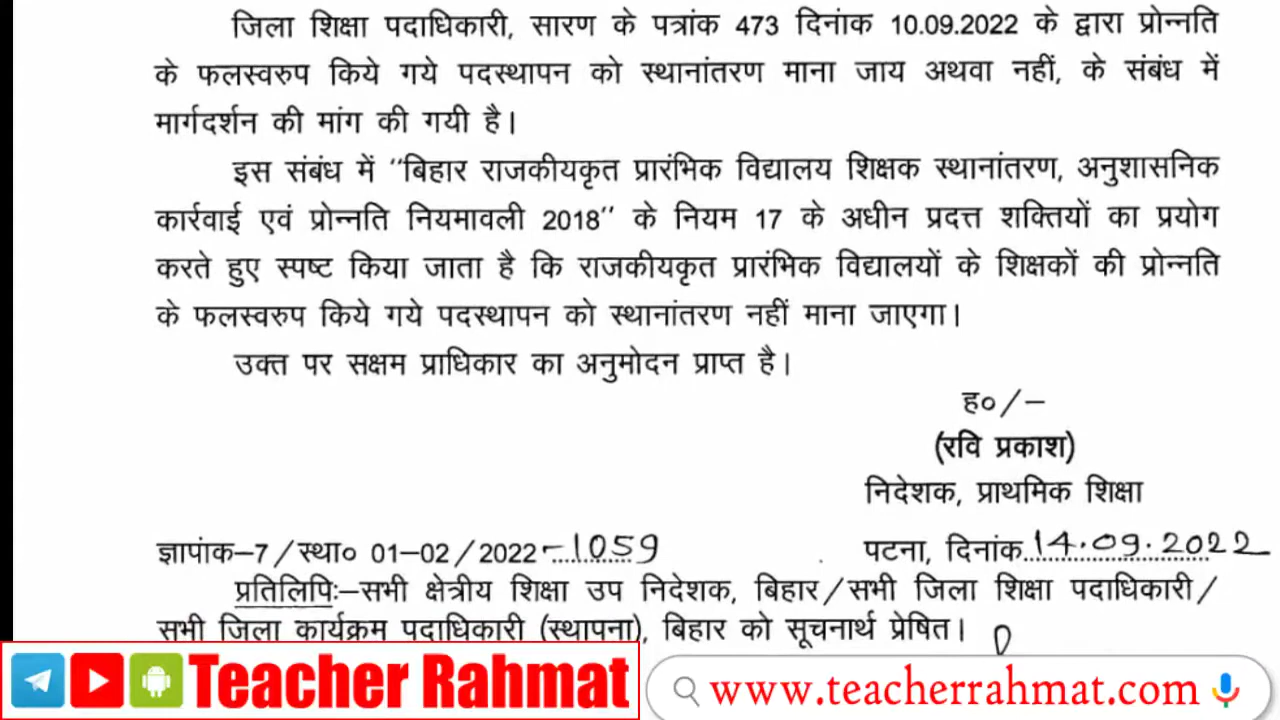 जिला शिक्षा पदाधिकारी, सारण के पत्रांक 473 दिनांक 10.09.2022 के द्वारा प्रोन्नति
के फलस्वरुप किये गये पदस्थापन को स्थानांतरण माना जाय अथवा नहीं, के संबंध में
मार्गदर्शन की मांग की गयी है।
इस संबंध में "बिहार राजकीयकृत प्रारंभिक विद्यालय शिक्षक स्थानांतरण, अनुशासनिक
कार्रवाई एवं प्रोन्नति नियमावली 2018" के नियम 17 के अधीन प्रदत्त शक्तियों का प्रयोग
करते हुए स्पष्ट किया जाता है कि राजकीयकृत प्रारंभिक विद्यालयों के शिक्षकों की प्रोन्नति
के फलस्वरुप किये गये पदस्थापन को स्थानांतरण नहीं माना जाएगा।
उक्त पर सक्षम प्राधिकार का अनुमोदन प्राप्त है।
ह०/-
(रवि प्रकाश)
निदेशक, प्राथमिक शिक्षा
ज्ञापांक-7/स्था० 01-02/2022-1059 पटना, दिनांक 14.09.2022
प्रतिलिपिः-सभी क्षेत्रीय शिक्षा उप निदेशक, बिहार/सभी जिला शिक्षा पदाधिकारी/
सभी जिला कार्यक्रम पदाधिकारी (स्थापना), बिहार को सूचनार्थ प्रेषित।
Teacher Rahmat www.teacherrahmat.com